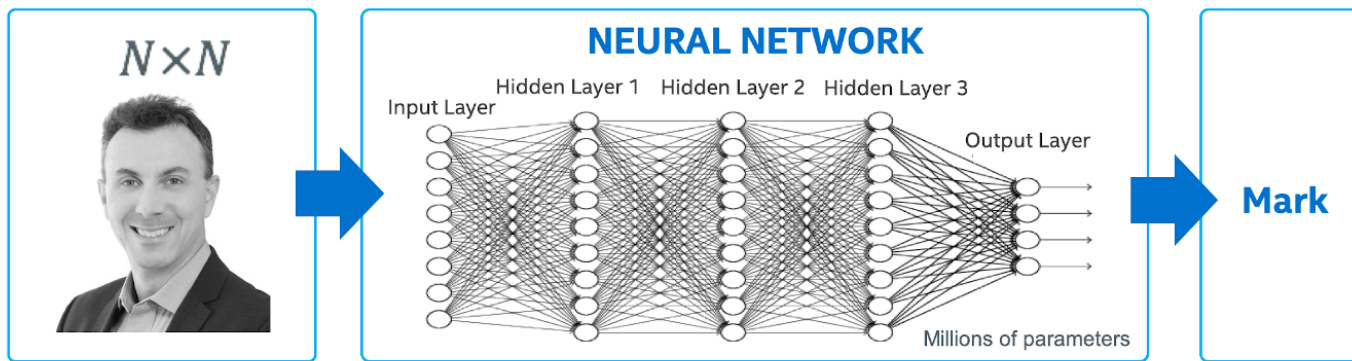 N×N
NEURAL NETWORK
Input Layer
Hidden Layer 1
Hidden Layer 2
Hidden Layer 3
Output Layer
Millions of parameters
Mark